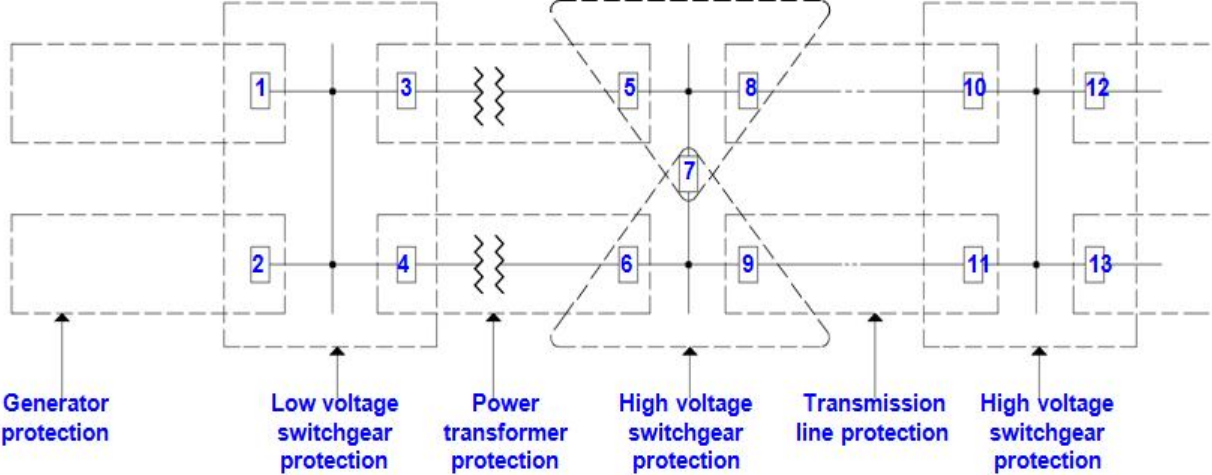 1
3
5
8
10
12
7
2
4
6
9
11
13
Generator
protection
Low voltage
switchgear
protection
Power
transformer
protection
High voltage
switchgear
protection
Transmission
line protection
High voltage
switchgear
protection